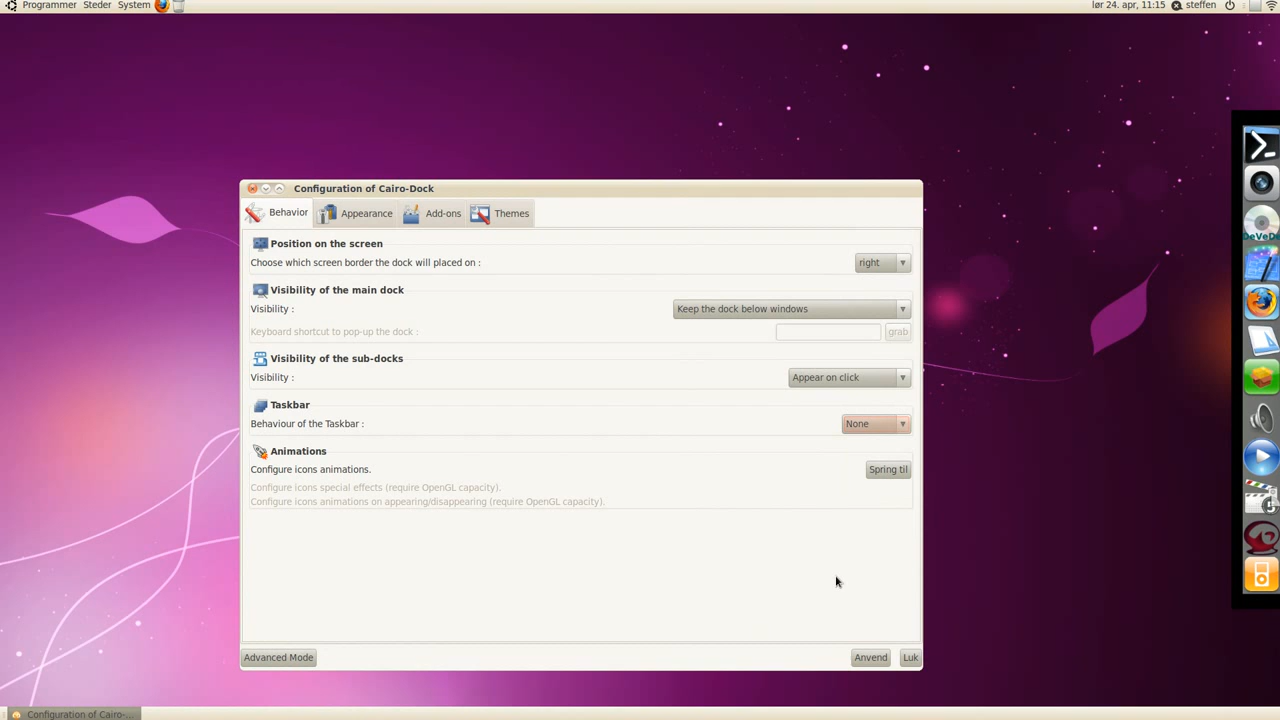 Programmer Steder System
lør 24. apr, 11:15 steffen
Configuration of Cairo-Dock
Behavior Appearance Add-ons Themes
Position on the screen
Choose which screen border the dock will placed on : right
Visibility of the main dock
Visibility : Keep the dock below windows
Keyboard shortcut to pop-up the dock : grab
Visibility of the sub-docks
Visibility : Appear on click
Taskbar
Behaviour of the Taskbar : None
Animations
Configure icons animations. Spring til
Configure icons special effects (require OpenGL capacity).
Configure icons animations on appearing/disappearing (require OpenGL capacity).
Advanced Mode Anvend Luk
DeVeDe
Configuration of Cairo-...